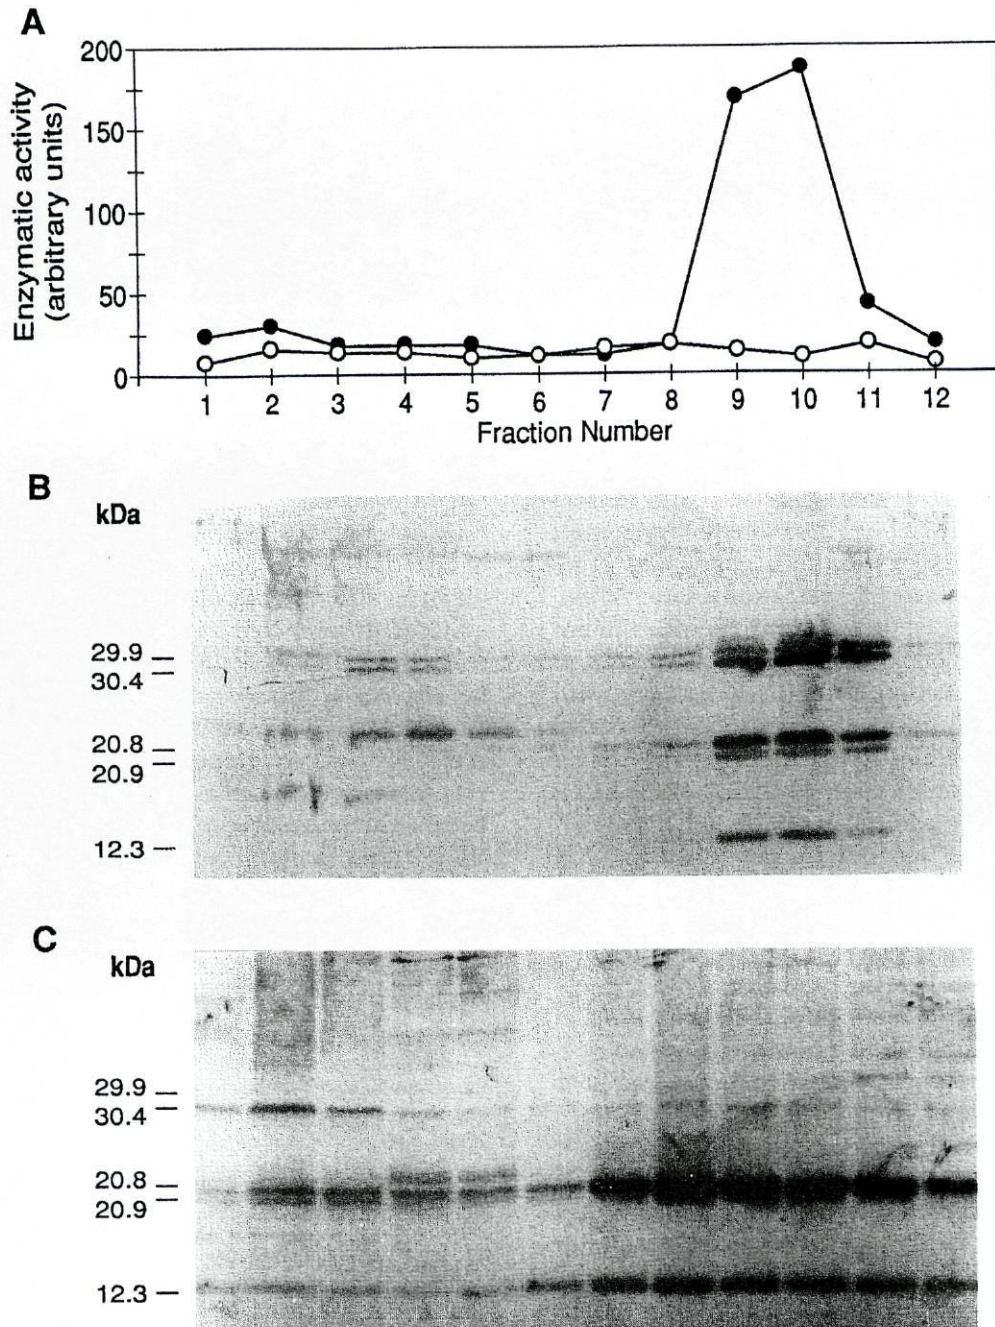 A
200
150
100
50
0
Enzymatic activity
(arbitrary units)
1 2 3 4 5 6 7 8 9 10 11 12
Fraction Number
B
kDa
29.9
30.4
20.8
20.9
12.3
C
kDa
29.9
30.4
20.8
20.9
12.3